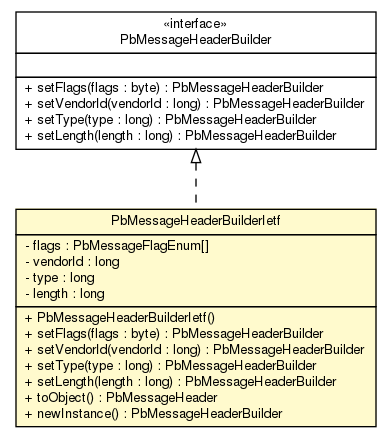 «interface»
PbMessageHeaderBuilder
+ setFlags(flags : byte) : PbMessageHeaderBuilder
+ setVendorId(vendorId : long) : PbMessageHeaderBuilder
+ setType(type : long) : PbMessageHeaderBuilder
+ setLength(length : long) : PbMessageHeaderBuilder
PbMessageHeaderBuilderIetf
- flags : PbMessageFlagEnum[]
- vendorId : long
- type : long
- length : long
+ PbMessageHeaderBuilderIetf()
+ setFlags(flags : byte) : PbMessageHeaderBuilder
+ setVendorId(vendorId : long) : PbMessageHeaderBuilder
+ setType(type : long) : PbMessageHeaderBuilder
+ setLength(length : long) : PbMessageHeaderBuilder
+ toObject() : PbMessageHeader
+ newInstance() : PbMessageHeaderBuilder